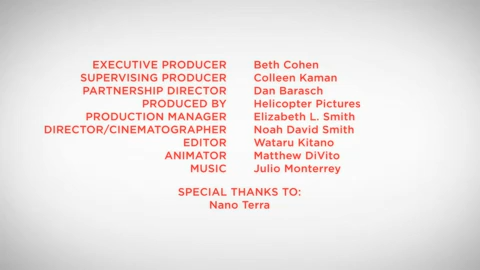 EXECUTIVE PRODUCER Beth Cohen
SUPERVISING PRODUCER Colleen Kaman
PARTNERSHIP DIRECTOR Dan Barasch
PRODUCED BY Helicopter Pictures
PRODUCTION MANAGER Elizabeth L. Smith
DIRECTOR/CINEMATOGRAPHER Noah David Smith
EDITOR Wataru Kitano
ANIMATOR Matthew DiVito
MUSIC Julio Monterrey
SPECIAL THANKS TO:
Nano Terra